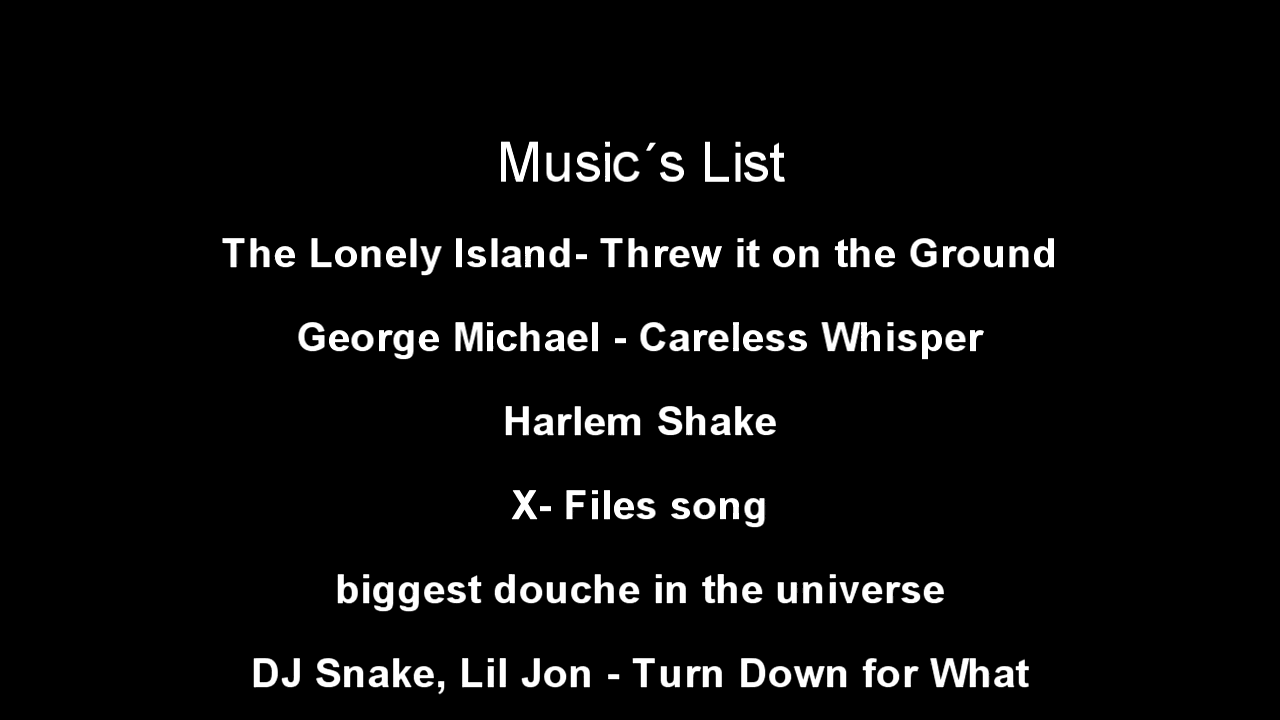 Music´s List
The Lonely Island- Threw it on the Ground
George Michael - Careless Whisper
Harlem Shake
X- Files song
biggest douche in the universe
DJ Snake, Lil Jon - Turn Down for What